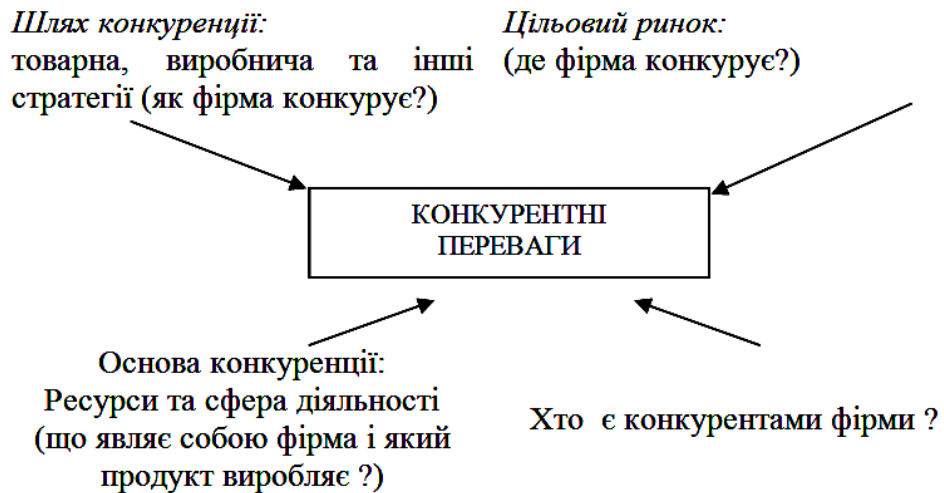 Шлях конкуренції:
товарна, виробнича та інші
стратегії (як фірма конкурує?)
Цільовий ринок:
(де фірма конкурує?)
КОНКУРЕНТНІ
ПЕРЕВАГИ
Основа конкуренції:
Ресурси та сфера діяльності
(що являє собою фірма і який
продукт виробляє ?)
Хто є конкурентами фірми ?